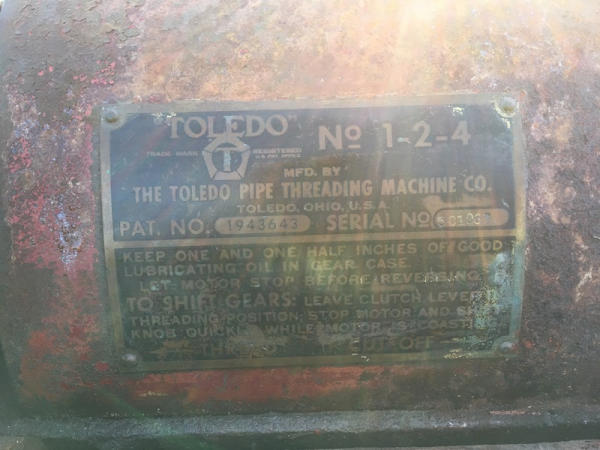 "TOLEDO" Nº 1-2-4
TRADE MARK T REGISTERED
U.S. PAT. OFFICE
MFD. BY
THE TOLEDO PIPE THREADING MACHINE CO.
TOLEDO, OHIO, U.S.A.
PAT. NO. 1943643 SERIAL Nº
KEEP ONE AND ONE HALF INCHES OF GOOD
LUBRICATING OIL IN GEAR CASE.
LET MOTOR STOP BEFORE REVERSING.
TO SHIFT GEARS: LEAVE CLUTCH LEVER
THREADING POSITION; STOP MOTOR AND
KNOB QUICKLY WHILE MOTOR IS COASTING.
THREAD CUT-OFF